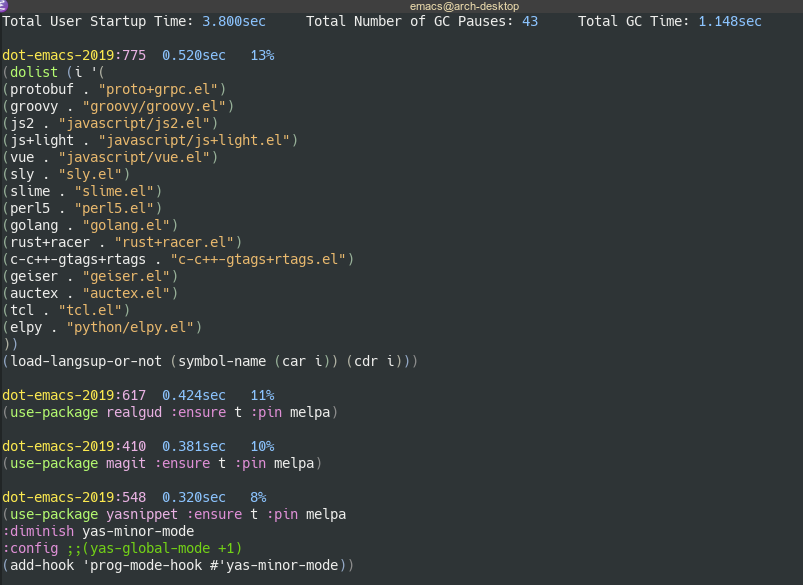 emacs@arch-desktop
Total User Startup Time: 3.800sec     Total Number of GC Pauses: 43     Total GC Time: 1.148sec
dot-emacs-2019:775  0.520sec   13%
(dolist (i '(
(protobuf . "proto+grpc.el")
(groovy . "groovy/groovy.el")
(js2 . "javascript/js2.el")
(js+light . "javascript/js+light.el")
(vue . "javascript/vue.el")
(sly . "sly.el")
(slime . "slime.el")
(perl5 . "perl5.el")
(golang . "golang.el")
(rust+racer . "rust+racer.el")
(c-c++-gtags+rtags . "c-c++-gtags+rtags.el")
(geiser . "geiser.el")
(auctex . "auctex.el")
(tcl . "tcl.el")
(elpy . "python/elpy.el")
))
(load-langsup-or-not (symbol-name (car i)) (cdr i)))
dot-emacs-2019:617  0.424sec   11%
(use-package realgud :ensure t :pin melpa)
dot-emacs-2019:410  0.381sec   10%
(use-package magit :ensure t :pin melpa)
dot-emacs-2019:548  0.320sec   8%
(use-package yasnippet :ensure t :pin melpa
:diminish yas-minor-mode
:config ;;(yas-global-mode +1)
(add-hook 'prog-mode-hook #'yas-minor-mode))